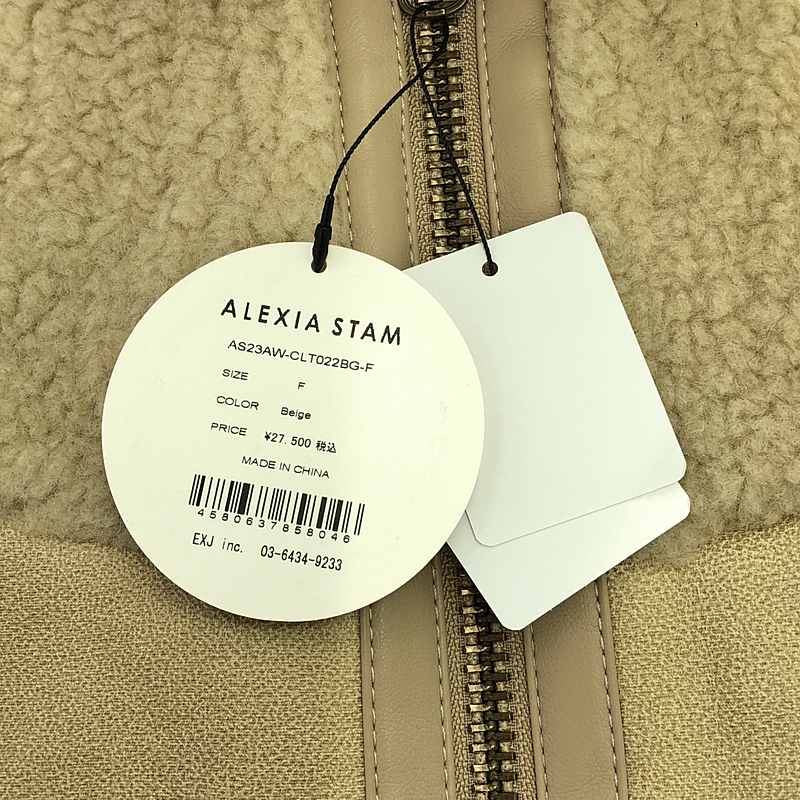 ALEXIA STAM
AS23AW-CLT022BG-F
SIZE F
COLOR Beige
PRICE ¥27.500 税込
MADE IN CHINA
4580637858046
EXJ inc. 03-6434-9233